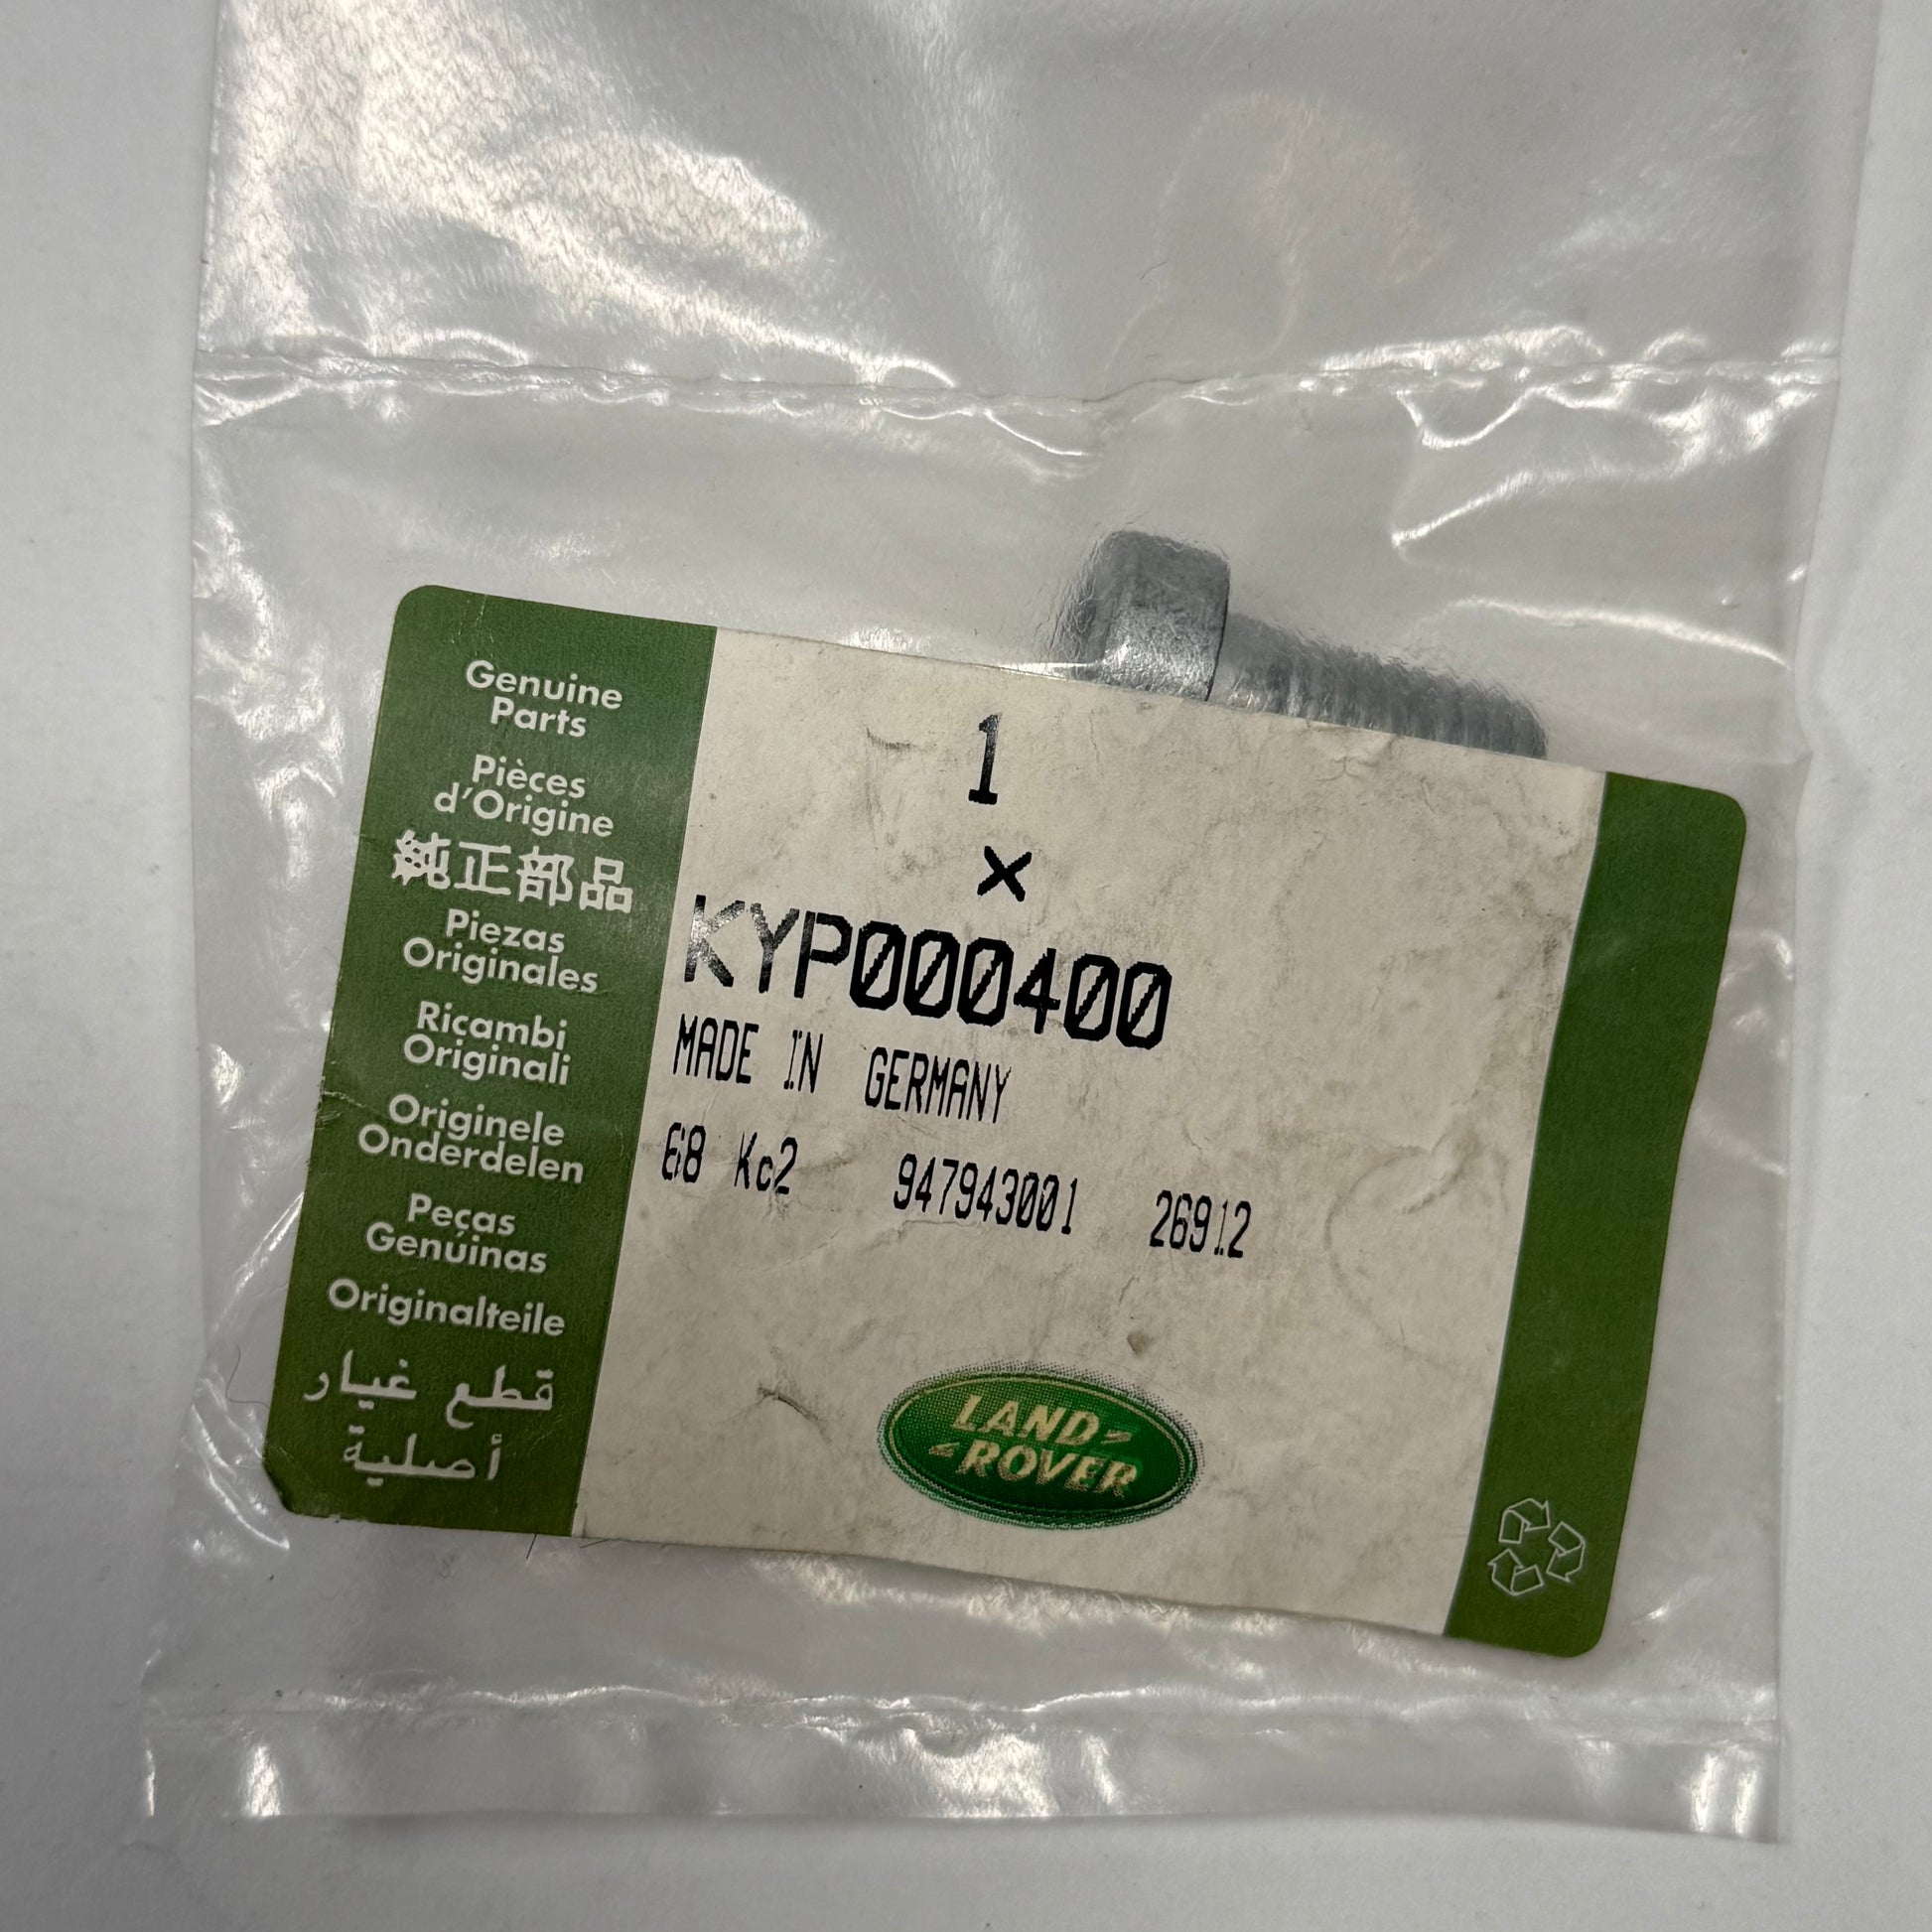 Genuine
Parts
Pièces
d'Origine
純正部品
Piezas
Originales
Ricambi
Originali
Originele
Onderdelen
Peças
Genuínas
Originalteile
قطع غيار
أصلية
1
×
KYP000400
MADE IN GERMANY
68 Kc2 947943001 26912
LAND-
-ROVER